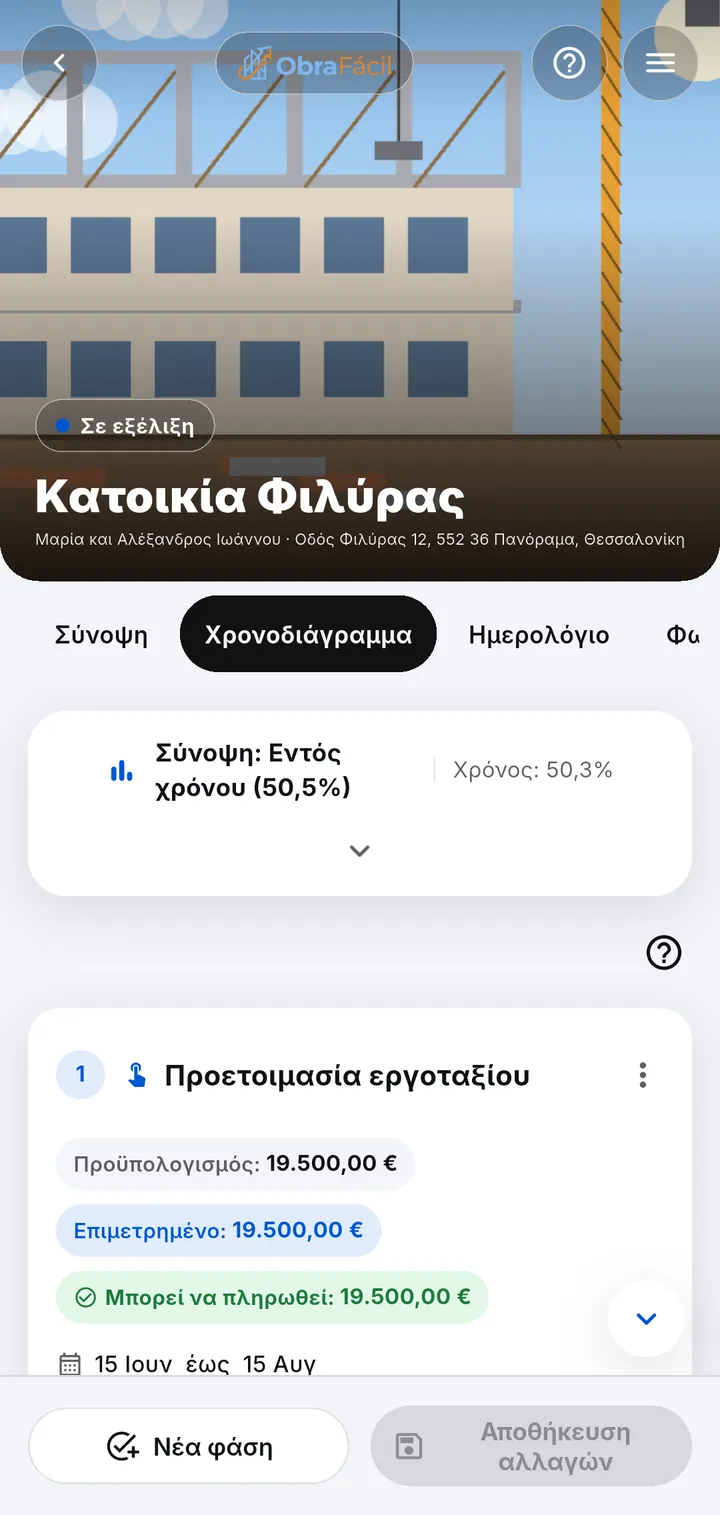 ObraFácil
Σε εξέλιξη
Κατοικία Φιλύρας
Μαρία και Αλέξανδρος Ιωάννου · Οδός Φιλύρας 12, 552 36 Πανόραμα, Θεσσαλονίκη
Σύνοψη Χρονοδιάγραμμα Ημερολόγιο Φω
Σύνοψη: Εντός
χρόνου (50,5%)
Χρόνος: 50,3%
1 Προετοιμασία εργοταξίου
Προϋπολογισμός: 19.500,00 €
Επιμετρημένο: 19.500,00 €
Μπορεί να πληρωθεί: 19.500,00 €
15 Ιουν έως 15 Αυγ
Νέα φάση
Αποθήκευση
αλλαγών